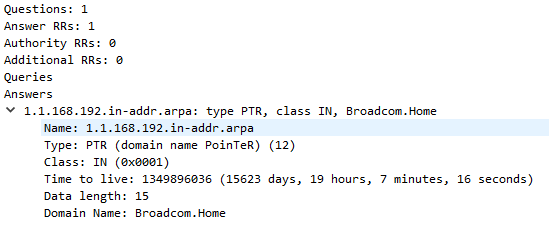 Questions: 1
Answer RRs: 1
Authority RRs: 0
Additional RRs: 0
Queries
Answers
1.1.168.192.in-addr.arpa: type PTR, class IN, Broadcom.Home
Name: 1.1.168.192.in-addr.arpa
Type: PTR (domain name PoinTeR) (12)
Class: IN (0x0001)
Time to live: 1349896036 (15623 days, 19 hours, 7 minutes, 16 seconds)
Data length: 15
Domain Name: Broadcom.Home